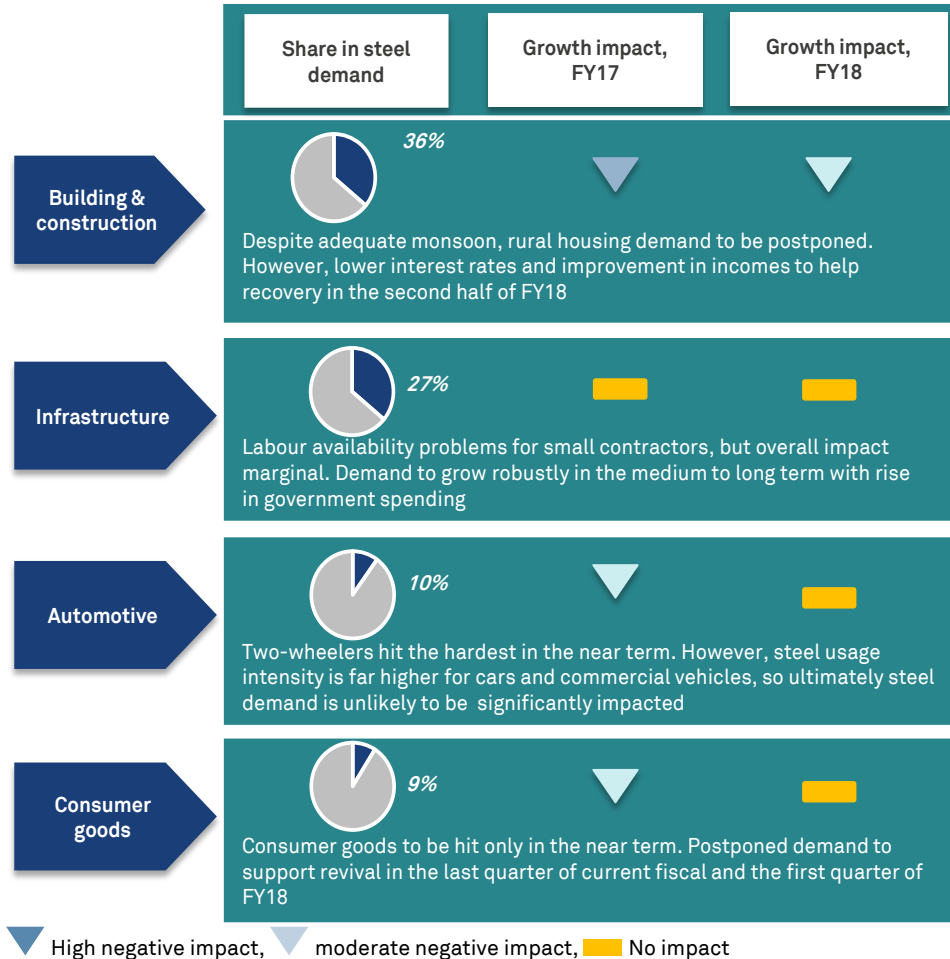 Share in steel
demand
Growth impact,
FY17
Growth impact,
FY18
Building &
construction
36%
Despite adequate monsoon, rural housing demand to be postponed.
However, lower interest rates and improvement in incomes to help
recovery in the second half of FY18
Infrastructure
27%
Labour availability problems for small contractors, but overall impact
marginal. Demand to grow robustly in the medium to long term with rise
in government spending
Automotive
10%
Two-wheelers hit the hardest in the near term. However, steel usage
intensity is far higher for cars and commercial vehicles, so ultimately steel
demand is unlikely to be significantly impacted
Consumer
goods
9%
Consumer goods to be hit only in the near term. Postponed demand to
support revival in the last quarter of current fiscal and the first quarter of
FY18
High negative impact, moderate negative impact, No impact